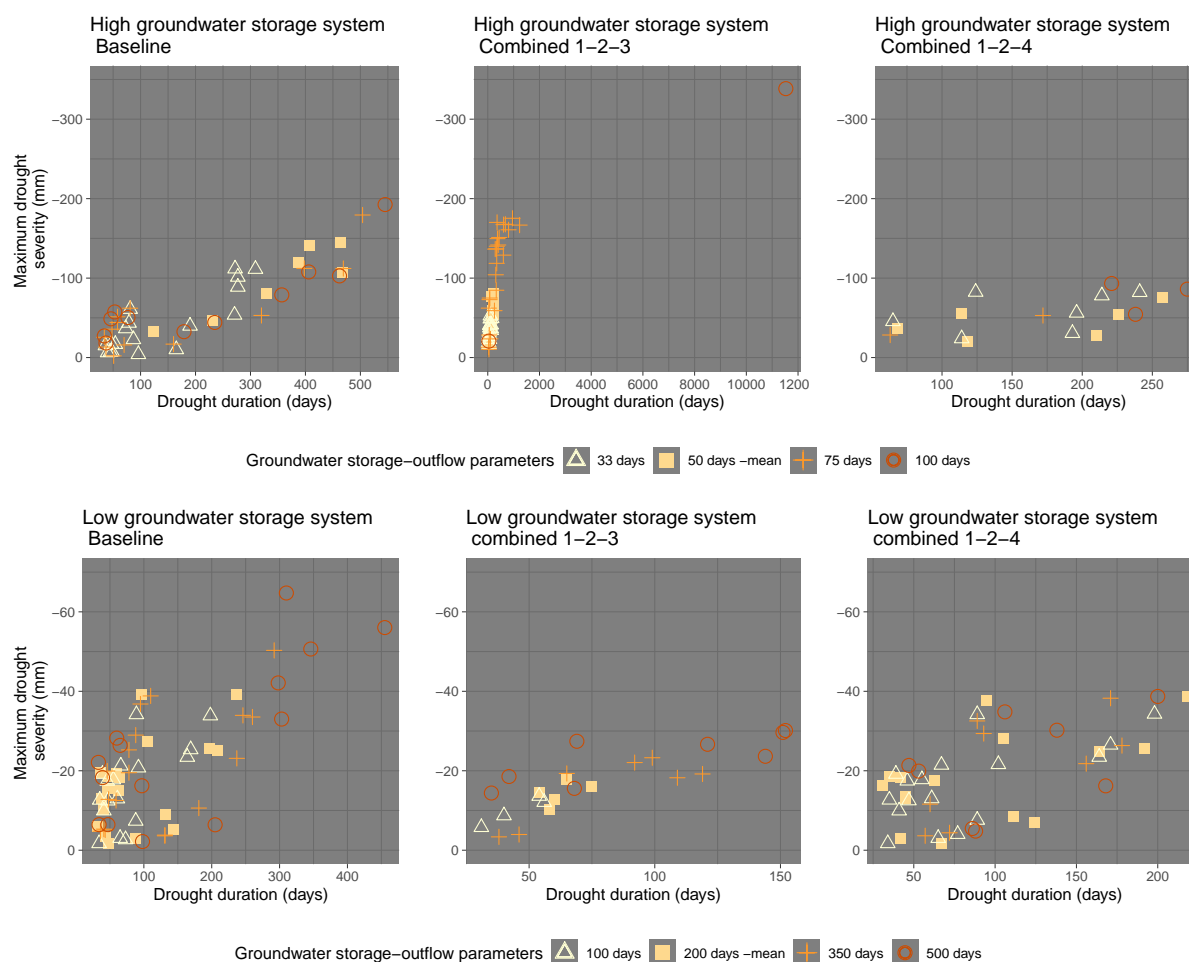 High groundwater storage system
Baseline
High groundwater storage system
Combined 1−2−3
High groundwater storage system
Combined 1−2−4
Maximum drought
severity (mm)
−300
−200
−100
0
100 200 300 400 500
Drought duration (days)
−300
−200
−100
0
0 2000 4000 6000 8000 10000 1200
Drought duration (days)
−300
−200
−100
0
100 150 200 250
Drought duration (days)
Groundwater storage−outflow parameters 33 days 50 days −mean 75 days 100 days
Low groundwater storage system
Baseline
Low groundwater storage system
combined 1−2−3
Low groundwater storage system
combined 1−2−4
Maximum drought
severity (mm)
−60
−40
−20
0
100 200 300 400
Drought duration (days)
−60
−40
−20
0
50 100 150
Drought duration (days)
−60
−40
−20
0
50 100 150 200
Drought duration (days)
Groundwater storage−outflow parameters 100 days 200 days −mean 350 days 500 days